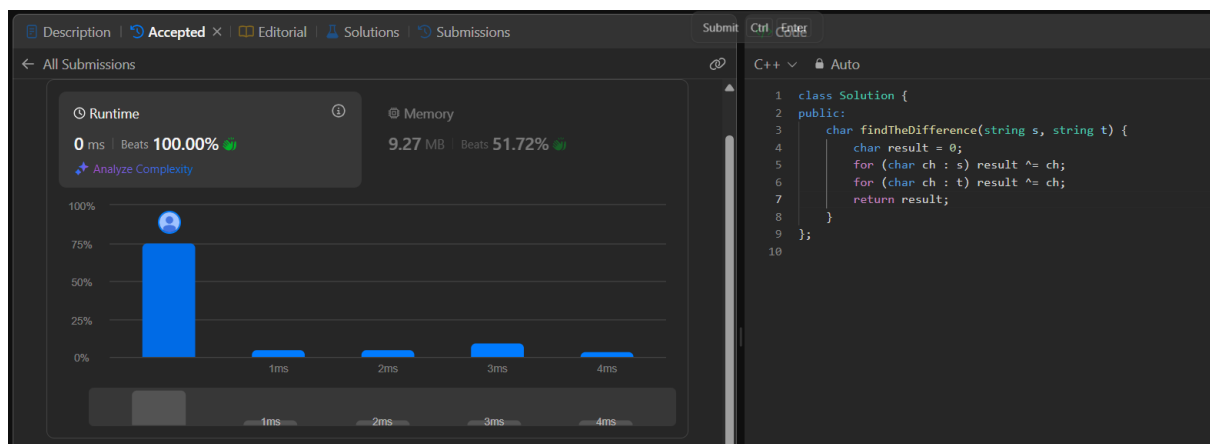 Description | Accepted × | Editorial | Solutions | Submissions
Submit Ctrl Enter
Code
← All Submissions
C++ Auto
Runtime
0 ms | Beats 100.00%
Analyze Complexity
Memory
9.27 MB | Beats 51.72%
100%
75%
50%
25%
0%
1ms 2ms 3ms 4ms
1ms 2ms 3ms 4ms
1 class Solution {
2 public:
3     char findTheDifference(string s, string t) {
4         char result = 0;
5         for (char ch : s) result ^= ch;
6         for (char ch : t) result ^= ch;
7         return result;
8     }
9 };
10